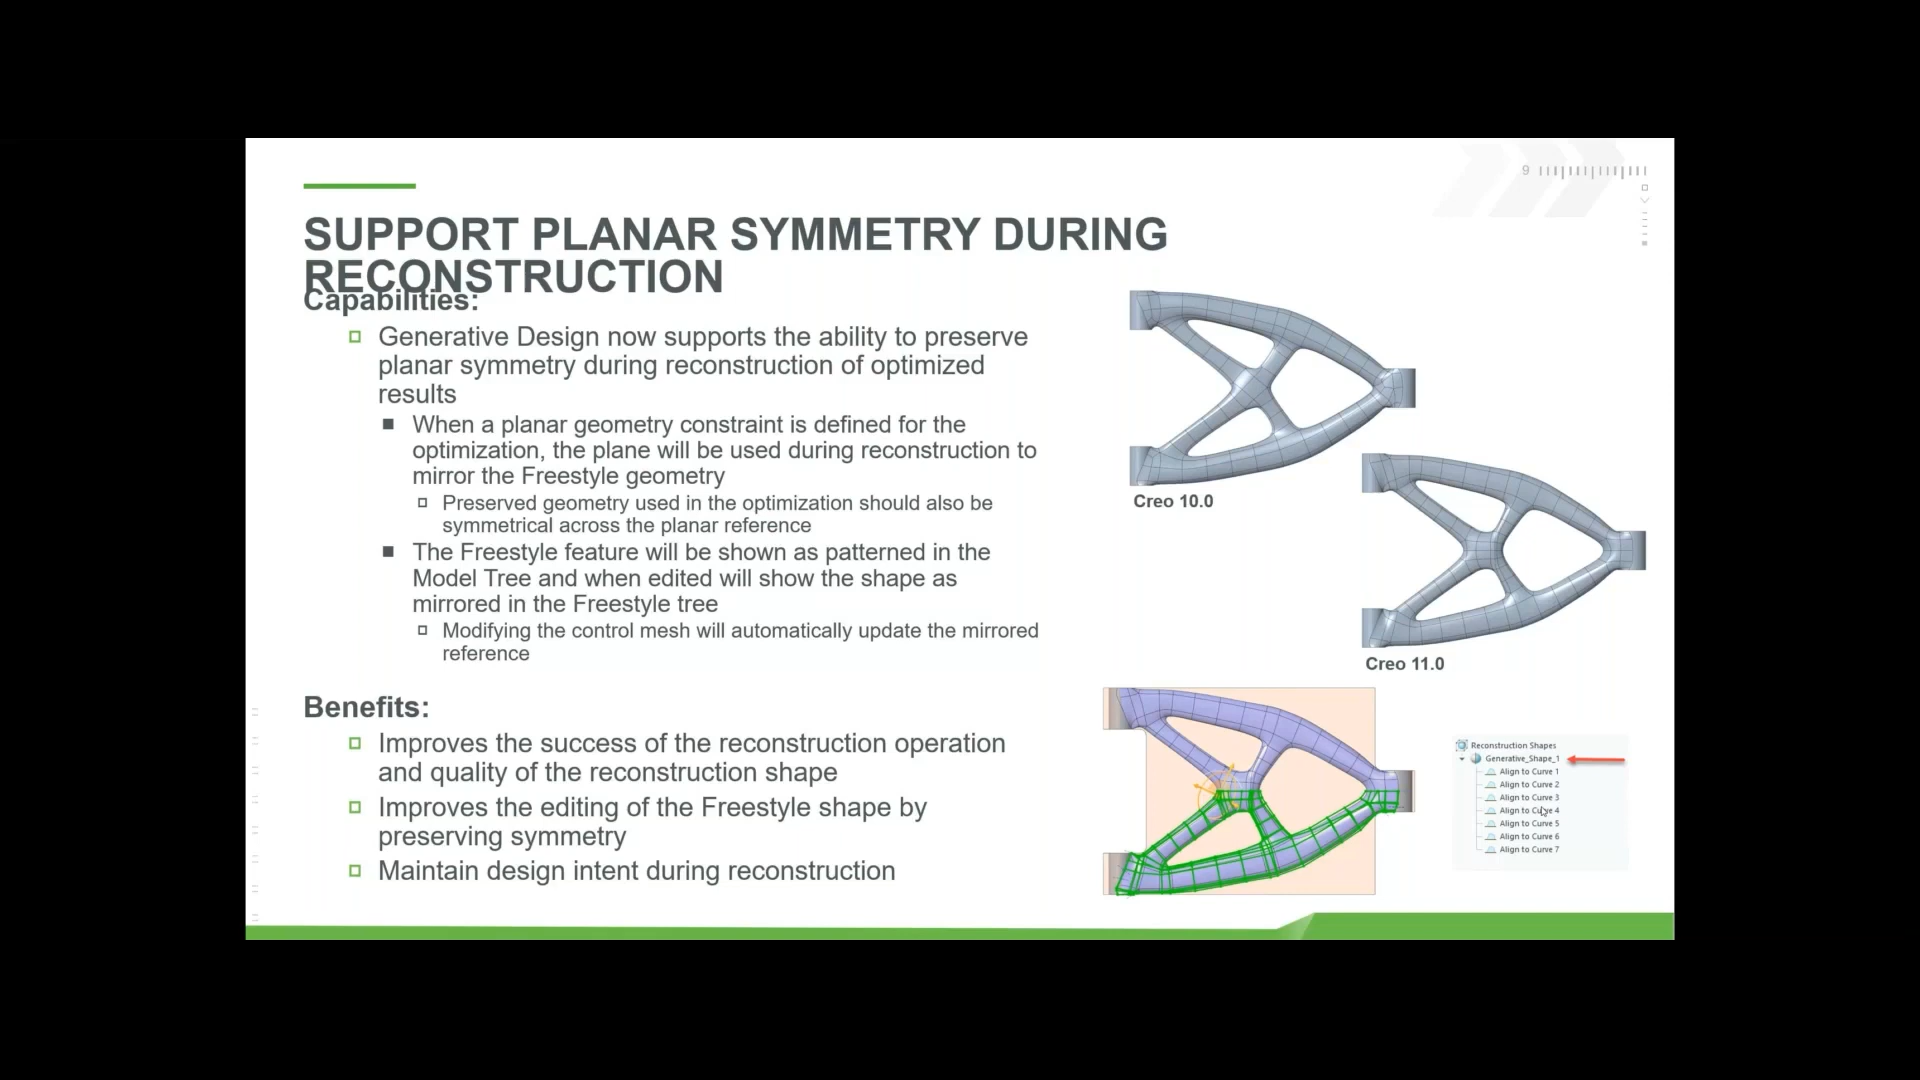 9
SUPPORT PLANAR SYMMETRY DURING
RECONSTRUCTION
Capabilities:
Generative Design now supports the ability to preserve
planar symmetry during reconstruction of optimized
results
When a planar geometry constraint is defined for the
optimization, the plane will be used during reconstruction to
mirror the Freestyle geometry
Preserved geometry used in the optimization should also be
symmetrical across the planar reference
The Freestyle feature will be shown as patterned in the
Model Tree and when edited will show the shape as
mirrored in the Freestyle tree
Modifying the control mesh will automatically update the mirrored
reference
Benefits:
Improves the success of the reconstruction operation
and quality of the reconstruction shape
Improves the editing of the Freestyle shape by
preserving symmetry
Maintain design intent during reconstruction
Creo 10.0
Creo 11.0
Reconstruction Shapes
Generative_Shape_1
Align to Curve 1
Align to Curve 2
Align to Curve 3
Align to Curve 4
Align to Curve 5
Align to Curve 6
Align to Curve 7